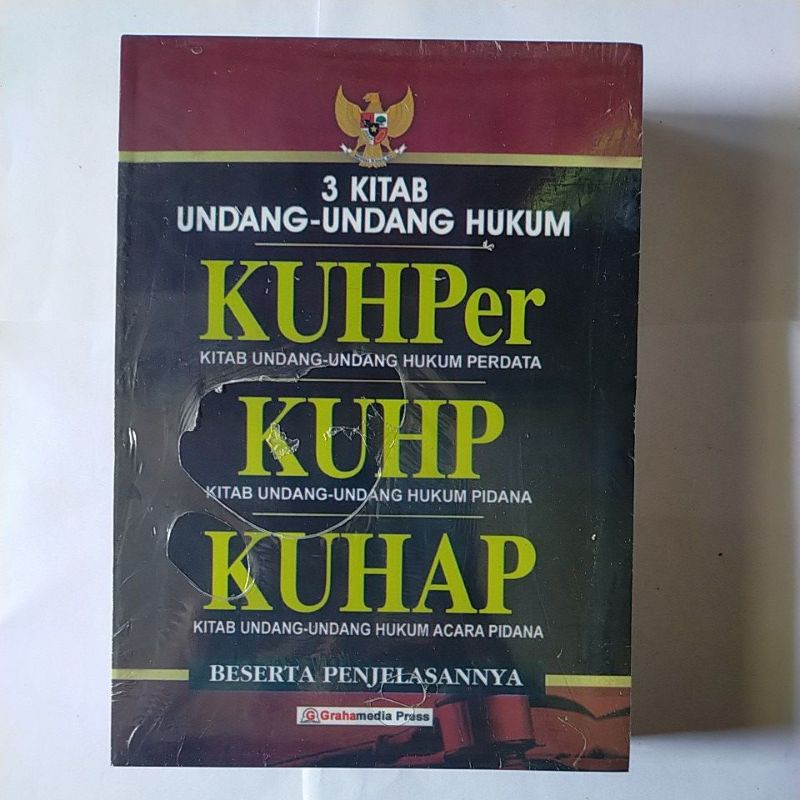 3 KITAB
UNDANG-UNDANG HUKUM
KUHPer
KITAB UNDANG-UNDANG HUKUM PERDATA
KUHP
KITAB UNDANG-UNDANG HUKUM PIDANA
KUHAP
KITAB UNDANG-UNDANG HUKUM ACARA PIDANA
BESERTA PENJELASANNYA
G Grahamedia Press